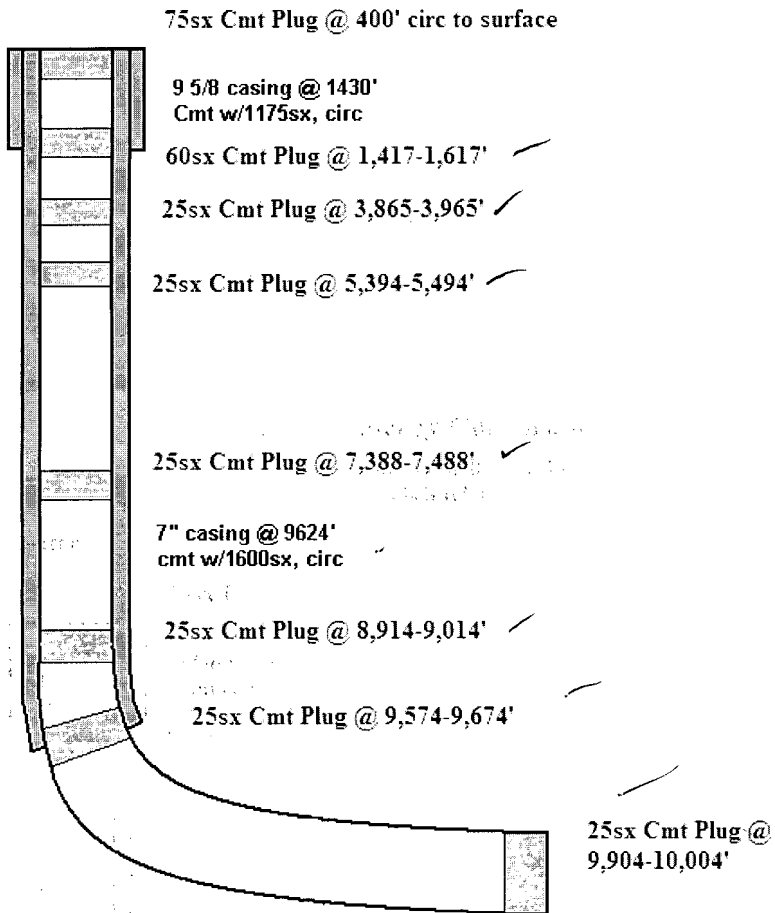 75sx Cmt Plug @ 400' circ to surface
9 5/8 casing @ 1430'
Cmt w/1175sx, circ
60sx Cmt Plug @ 1,417-1,617'
25sx Cmt Plug @ 3,865-3,965'
25sx Cmt Plug @ 5,394-5,494'
25sx Cmt Plug @ 7,388-7,488'
7" casing @ 9624'
cmt w/1600sx, circ
25sx Cmt Plug @ 8,914-9,014'
25sx Cmt Plug @ 9,574-9,674'
25sx Cmt Plug @
9,904-10,004'